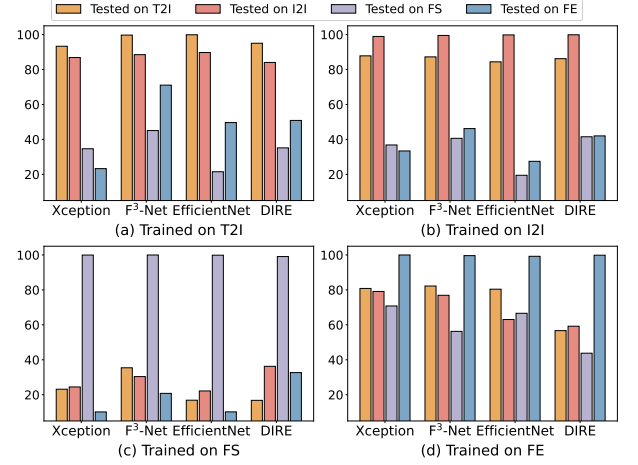 Tested on T2I Tested on I2I Tested on FS Tested on FE
100
80
60
40
20
Xception F³-Net EfficientNet DIRE
(a) Trained on T2I
100
80
60
40
20
Xception F³-Net EfficientNet DIRE
(b) Trained on I2I
100
80
60
40
20
Xception F³-Net EfficientNet DIRE
(c) Trained on FS
100
80
60
40
20
Xception F³-Net EfficientNet DIRE
(d) Trained on FE